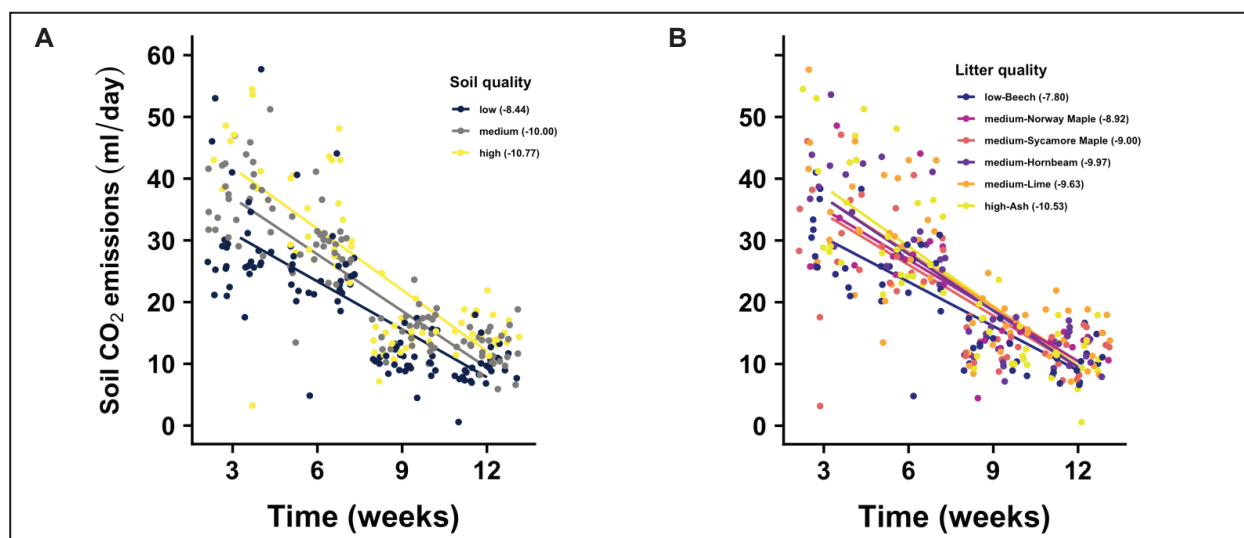 A
Soil CO₂ emissions (ml/day)
60
50
40
30
20
10
0
3 6 9 12
Time (weeks)
Soil quality
low (-8.44)
medium (-10.00)
high (-10.77)
B
60
50
40
30
20
10
0
3 6 9 12
Time (weeks)
Litter quality
low-Beech (-7.80)
medium-Norway Maple (-8.92)
medium-Sycamore Maple (-9.00)
medium-Hornbeam (-9.97)
medium-Lime (-9.63)
high-Ash (-10.53)